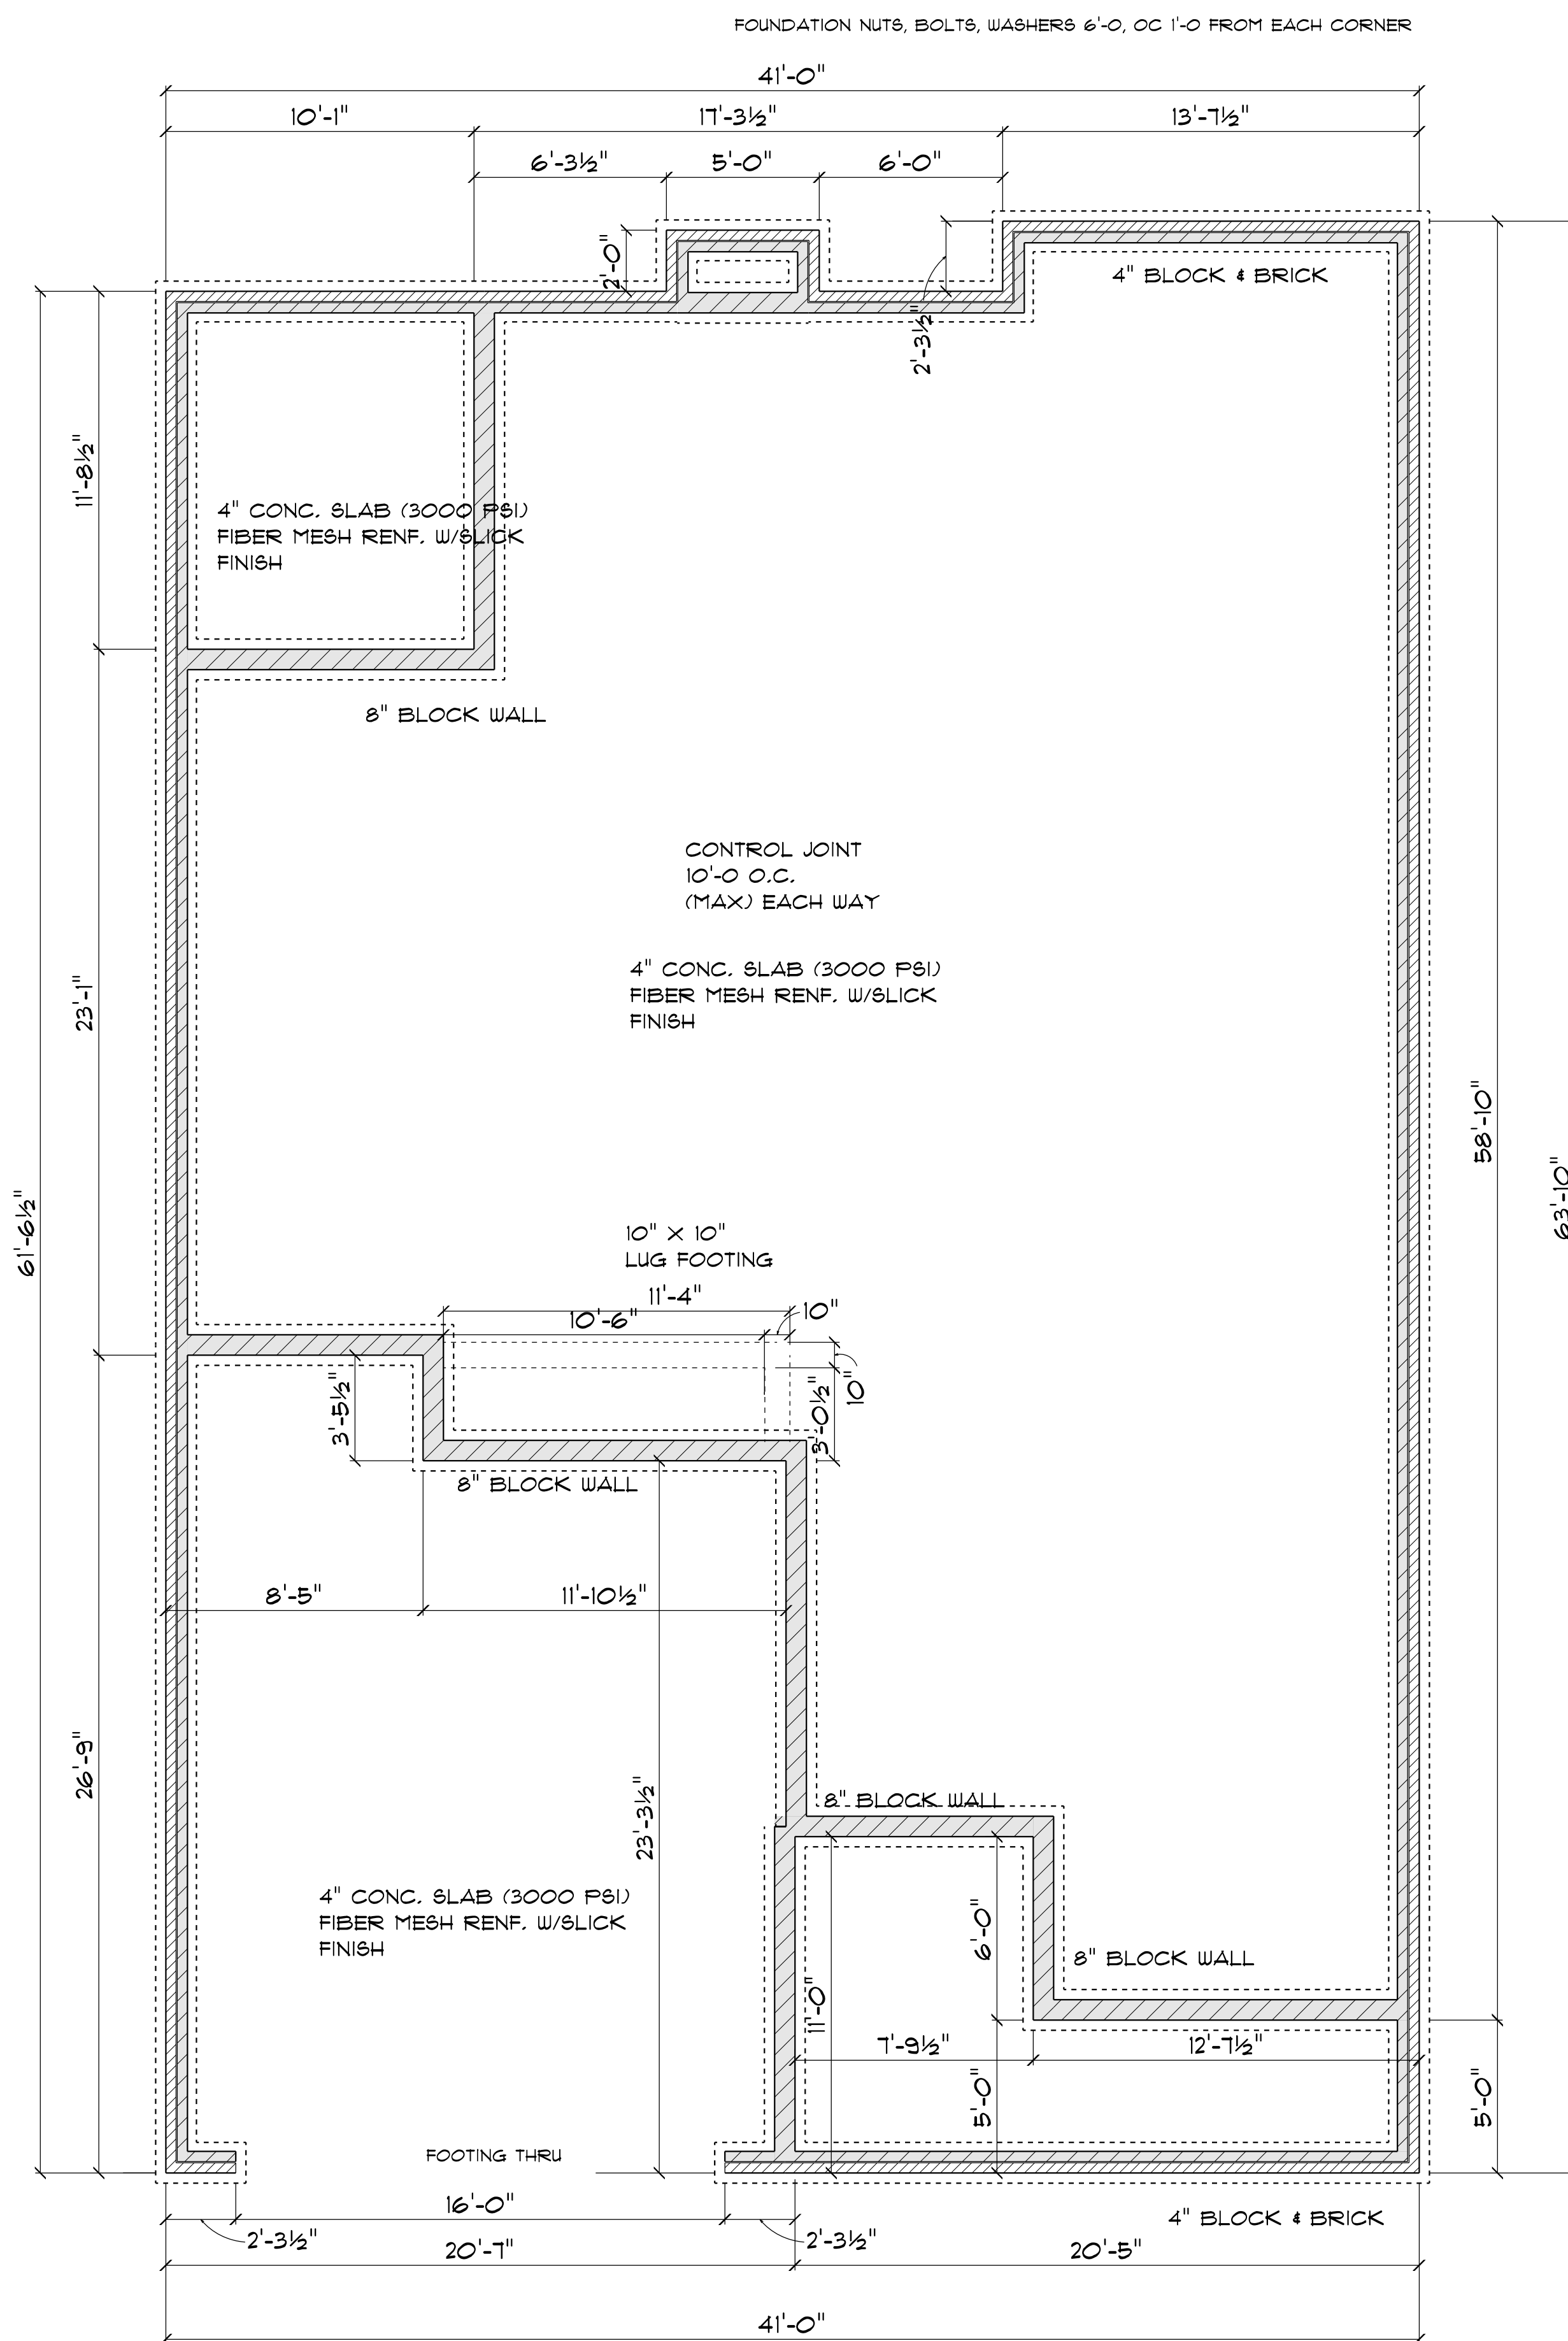 FOUNDATION NUTS, BOLTS, WASHERS 6'-0, OC 1'-0 FROM EACH CORNER
41'-0"
10'-1"
17'-3½"
13'-7½"
6'-3½"
5'-0"
6'-0"
2'-0"
2'-3½"
4" BLOCK & BRICK
11'-8½"
4" CONC. SLAB (3000 PSI)
FIBER MESH RENF. W/SLICK
FINISH
8" BLOCK WALL
CONTROL JOINT
10'-0 O.C.
(MAX) EACH WAY
4" CONC. SLAB (3000 PSI)
FIBER MESH RENF. W/SLICK
FINISH
23'-1"
58'-10"
61'-6½"
63'-10"
10" X 10"
LUG FOOTING
11'-4"
10'-6"
10"
10"
3'-5½"
3'-0½"
8" BLOCK WALL
8'-5"
11'-10½"
26'-9"
23'-3½"
8" BLOCK WALL
4" CONC. SLAB (3000 PSI)
FIBER MESH RENF. W/SLICK
FINISH
6'-0"
8" BLOCK WALL
11'-0"
7'-9½"
12'-7½"
5'-0"
5'-0"
FOOTING THRU
16'-0"
4" BLOCK & BRICK
2'-3½"
2'-3½"
20'-7"
20'-5"
41'-0"